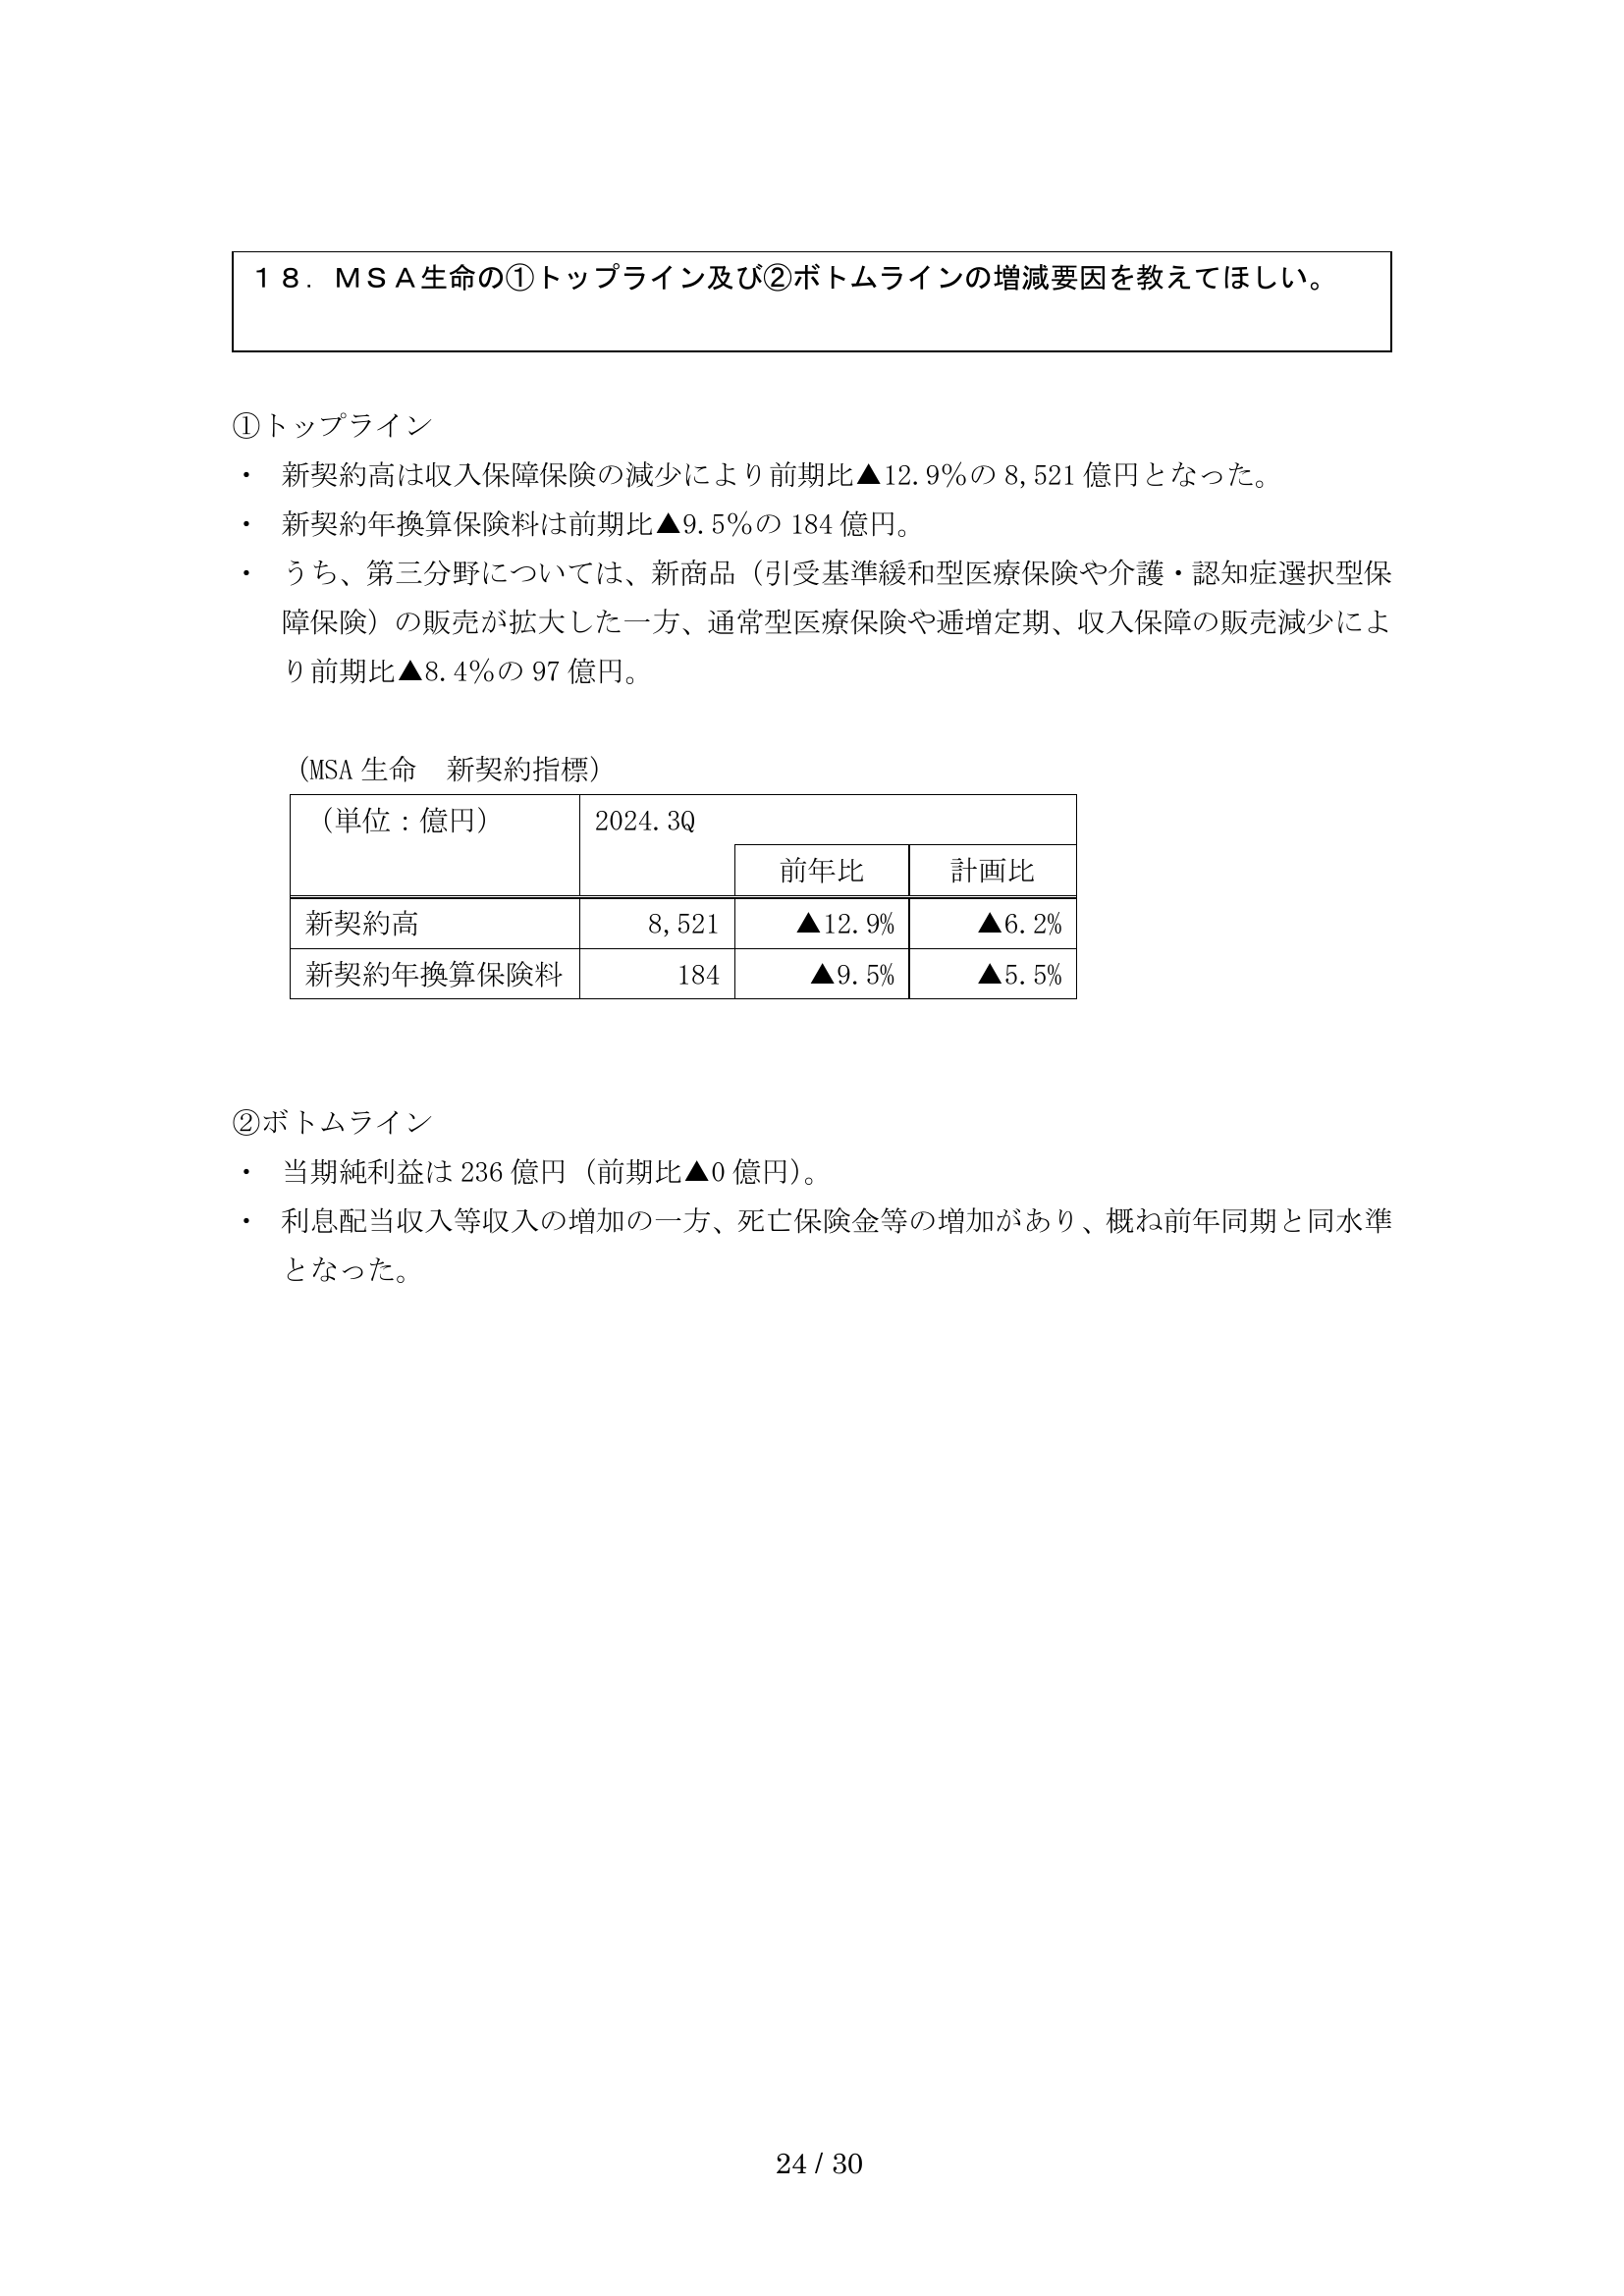 １８．ＭＳＡ生命の①トップライン及び②ボトムラインの増減要因を教えてほしい。
①トップライン
・ 新契約高は収入保障保険の減少により前期比▲12.9％の 8,521 億円となった。
・ 新契約年換算保険料は前期比▲9.5％の 184 億円。
・ うち、第三分野については、新商品（引受基準緩和型医療保険や介護・認知症選択型保
障保険）の販売が拡大した一方、通常型医療保険や逓増定期、収入保障の販売減少によ
り前期比▲8.4％の 97 億円。
（MSA 生命　新契約指標）
（単位：億円） 2024.3Q
前年比 計画比
新契約高 8,521 ▲12.9% ▲6.2%
新契約年換算保険料 184 ▲9.5% ▲5.5%
②ボトムライン
・ 当期純利益は 236 億円（前期比▲0 億円）。
・ 利息配当収入等収入の増加の一方、死亡保険金等の増加があり、概ね前年同期と同水準
となった。
24 / 30